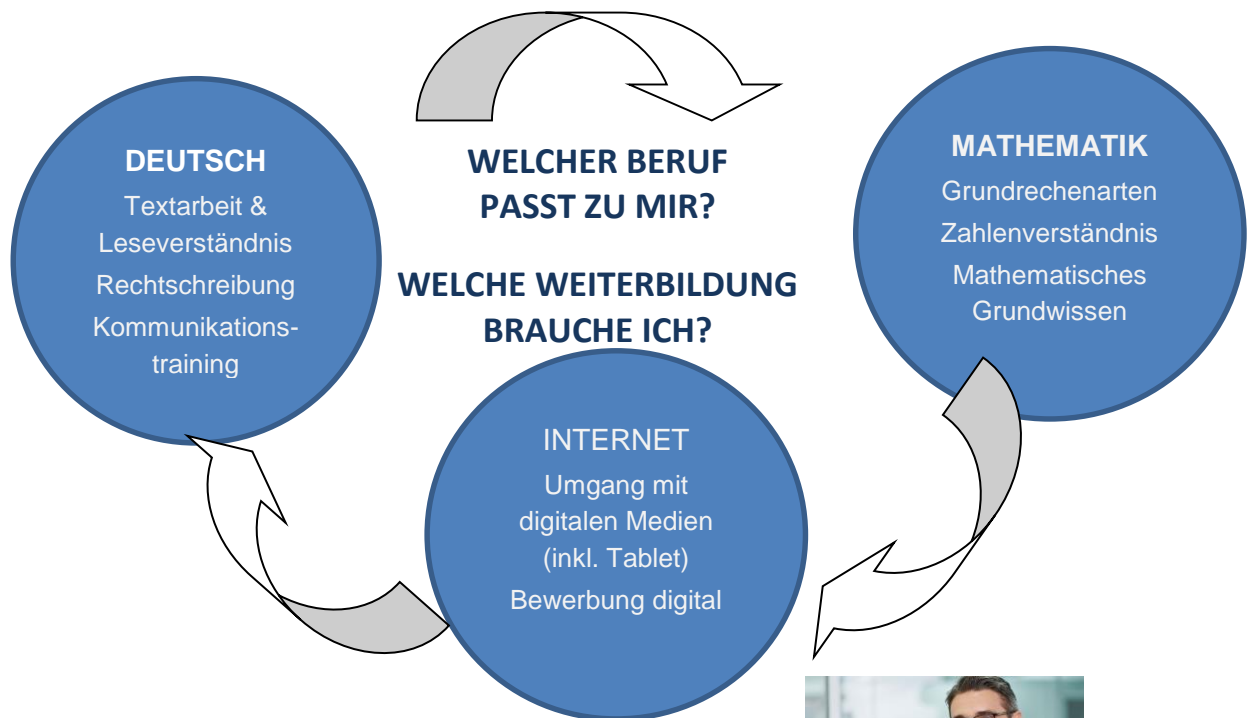 DEUTSCH
Textarbeit &
Leseverständnis
Rechtschreibung
Kommunikations-
training
WELCHER BERUF
PASST ZU MIR?
WELCHE WEITERBILDUNG
BRAUCHE ICH?
MATHEMATIK
Grundrechenarten
Zahlenverständnis
Mathematisches
Grundwissen
INTERNET
Umgang mit
digitalen Medien
(inkl. Tablet)
Bewerbung digital